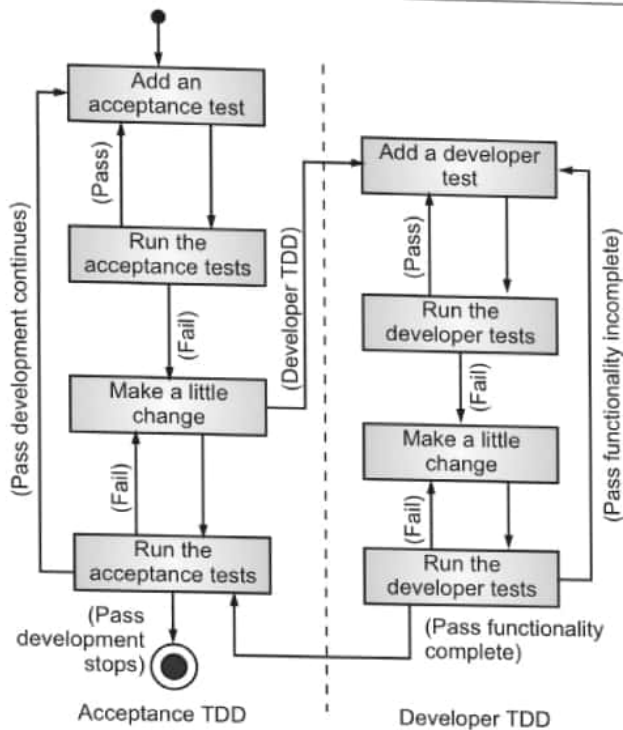 Add an
acceptance test
(Pass)
Run the
acceptance tests
(Fail)
Make a little
change
(Fail)
Run the
acceptance tests
(Pass development continues)
(Pass
development
stops)
Acceptance TDD
(Developer TDD)
Add a developer
test
(Pass)
Run the
developer tests
(Fail)
Make a little
change
(Fail)
Run the
developer tests
(Pass functionality incomplete)
(Pass functionality
complete)
Developer TDD